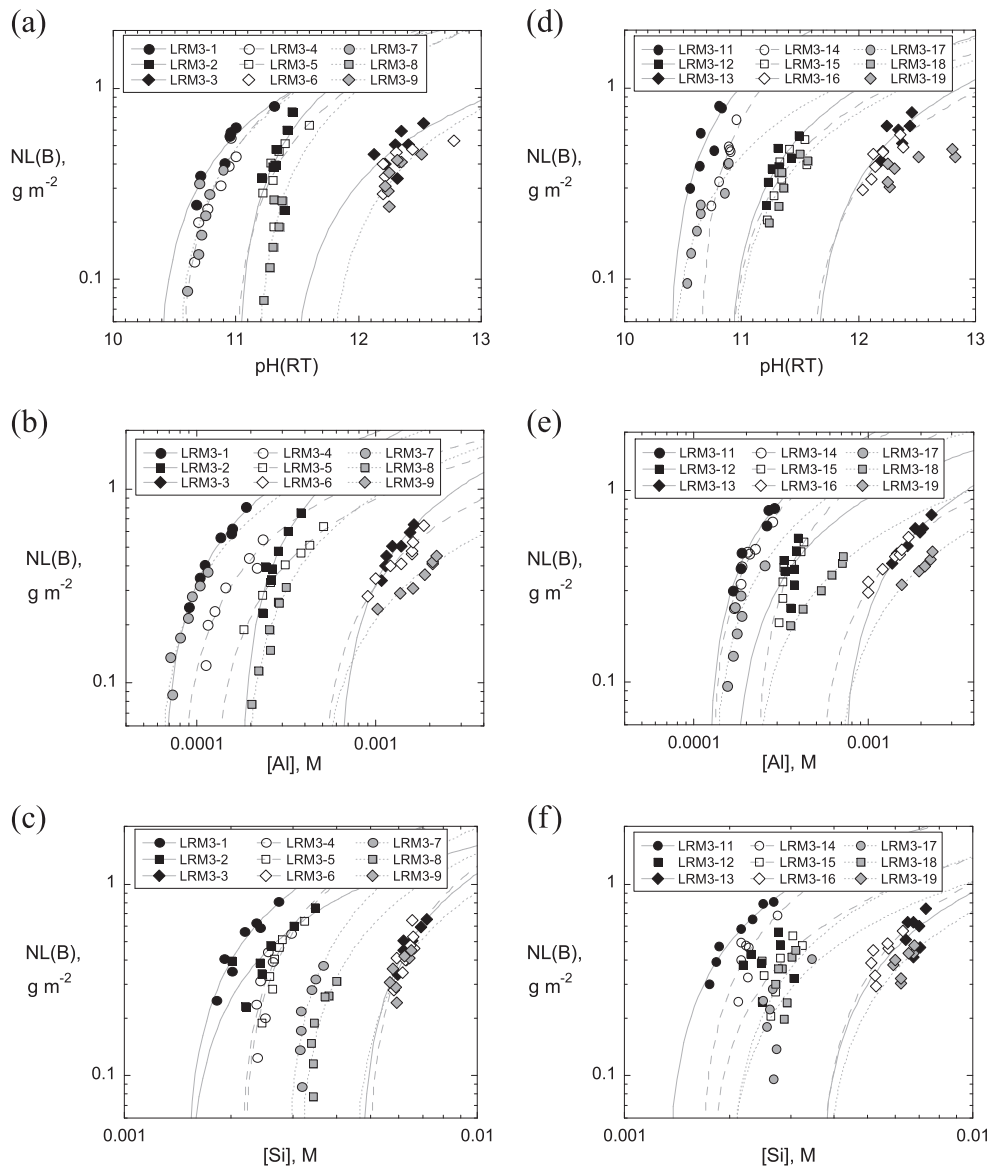 (a)
LRM3-1 LRM3-4 LRM3-7
LRM3-2 LRM3-5 LRM3-8
LRM3-3 LRM3-6 LRM3-9
1
NL(B),
g m⁻²
0.1
10 11 12 13
pH(RT)
(d)
LRM3-11 LRM3-14 LRM3-17
LRM3-12 LRM3-15 LRM3-18
LRM3-13 LRM3-16 LRM3-19
1
NL(B),
g m⁻²
0.1
10 11 12 13
pH(RT)
(b)
LRM3-1 LRM3-4 LRM3-7
LRM3-2 LRM3-5 LRM3-8
LRM3-3 LRM3-6 LRM3-9
1
NL(B),
g m⁻²
0.1
0.0001 0.001
[Al], M
(e)
LRM3-11 LRM3-14 LRM3-17
LRM3-12 LRM3-15 LRM3-18
LRM3-13 LRM3-16 LRM3-19
1
NL(B),
g m⁻²
0.1
0.0001 0.001
[Al], M
(c)
LRM3-1 LRM3-4 LRM3-7
LRM3-2 LRM3-5 LRM3-8
LRM3-3 LRM3-6 LRM3-9
1
NL(B),
g m⁻²
0.1
0.001 0.01
[Si], M
(f)
LRM3-11 LRM3-14 LRM3-17
LRM3-12 LRM3-15 LRM3-18
LRM3-13 LRM3-16 LRM3-19
1
NL(B),
g m⁻²
0.1
0.001 0.01
[Si], M